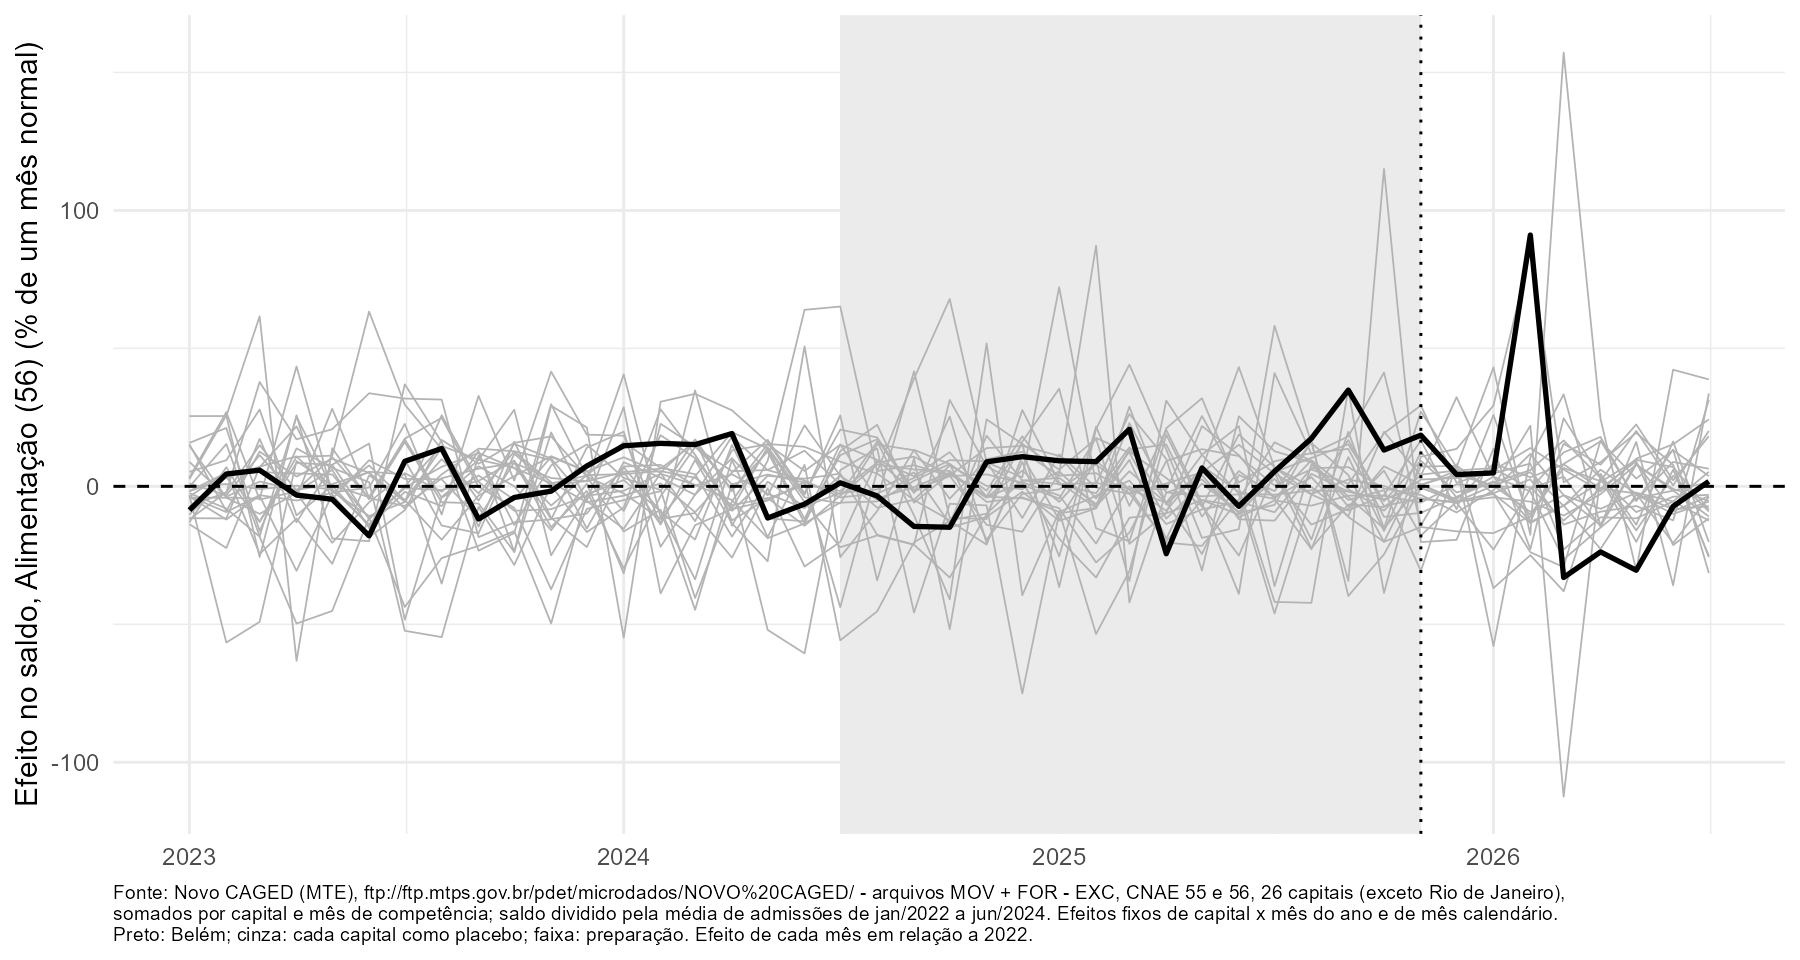 Efeito no saldo, Alimentação (56) (% de um mês normal)
100
0
-100
2023
2024
2025
2026
Fonte: Novo CAGED (MTE), ftp://ftp.mtps.gov.br/pdet/microdados/NOVO%20CAGED/ - arquivos MOV + FOR - EXC, CNAE 55 e 56, 26 capitais (exceto Rio de Janeiro),
somados por capital e mês de competência; saldo dividido pela média de admissões de jan/2022 a jun/2024. Efeitos fixos de capital x mês do ano e de mês calendário.
Preto: Belém; cinza: cada capital como placebo; faixa: preparação. Efeito de cada mês em relação a 2022.